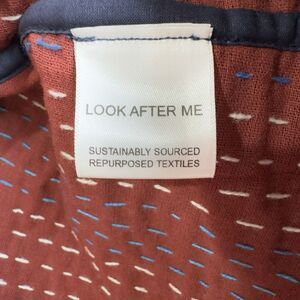 LOOK AFTER ME
SUSTAINABLY SOURCED
REPURPOSED TEXTILES